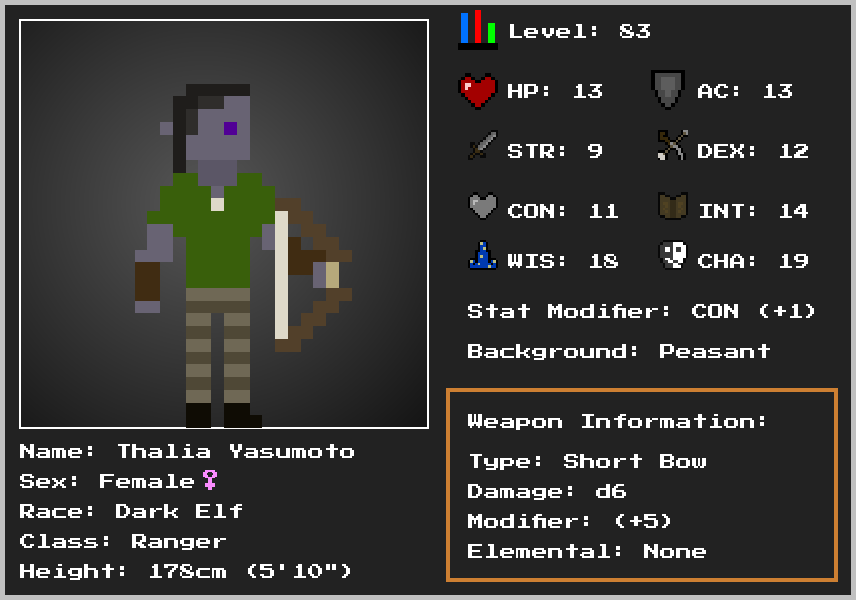 Level: 83
HP: 13
AC: 13
STR: 9
DEX: 12
CON: 11
INT: 14
WIS: 18
CHA: 19
Stat Modifier: CON (+1)
Background: Peasant
Weapon Information:
Type: Short Bow
Damage: d6
Modifier: (+5)
Elemental: None
Name: Thalia Yasumoto
Sex: Female♀
Race: Dark Elf
Class: Ranger
Height: 178cm (5'10")